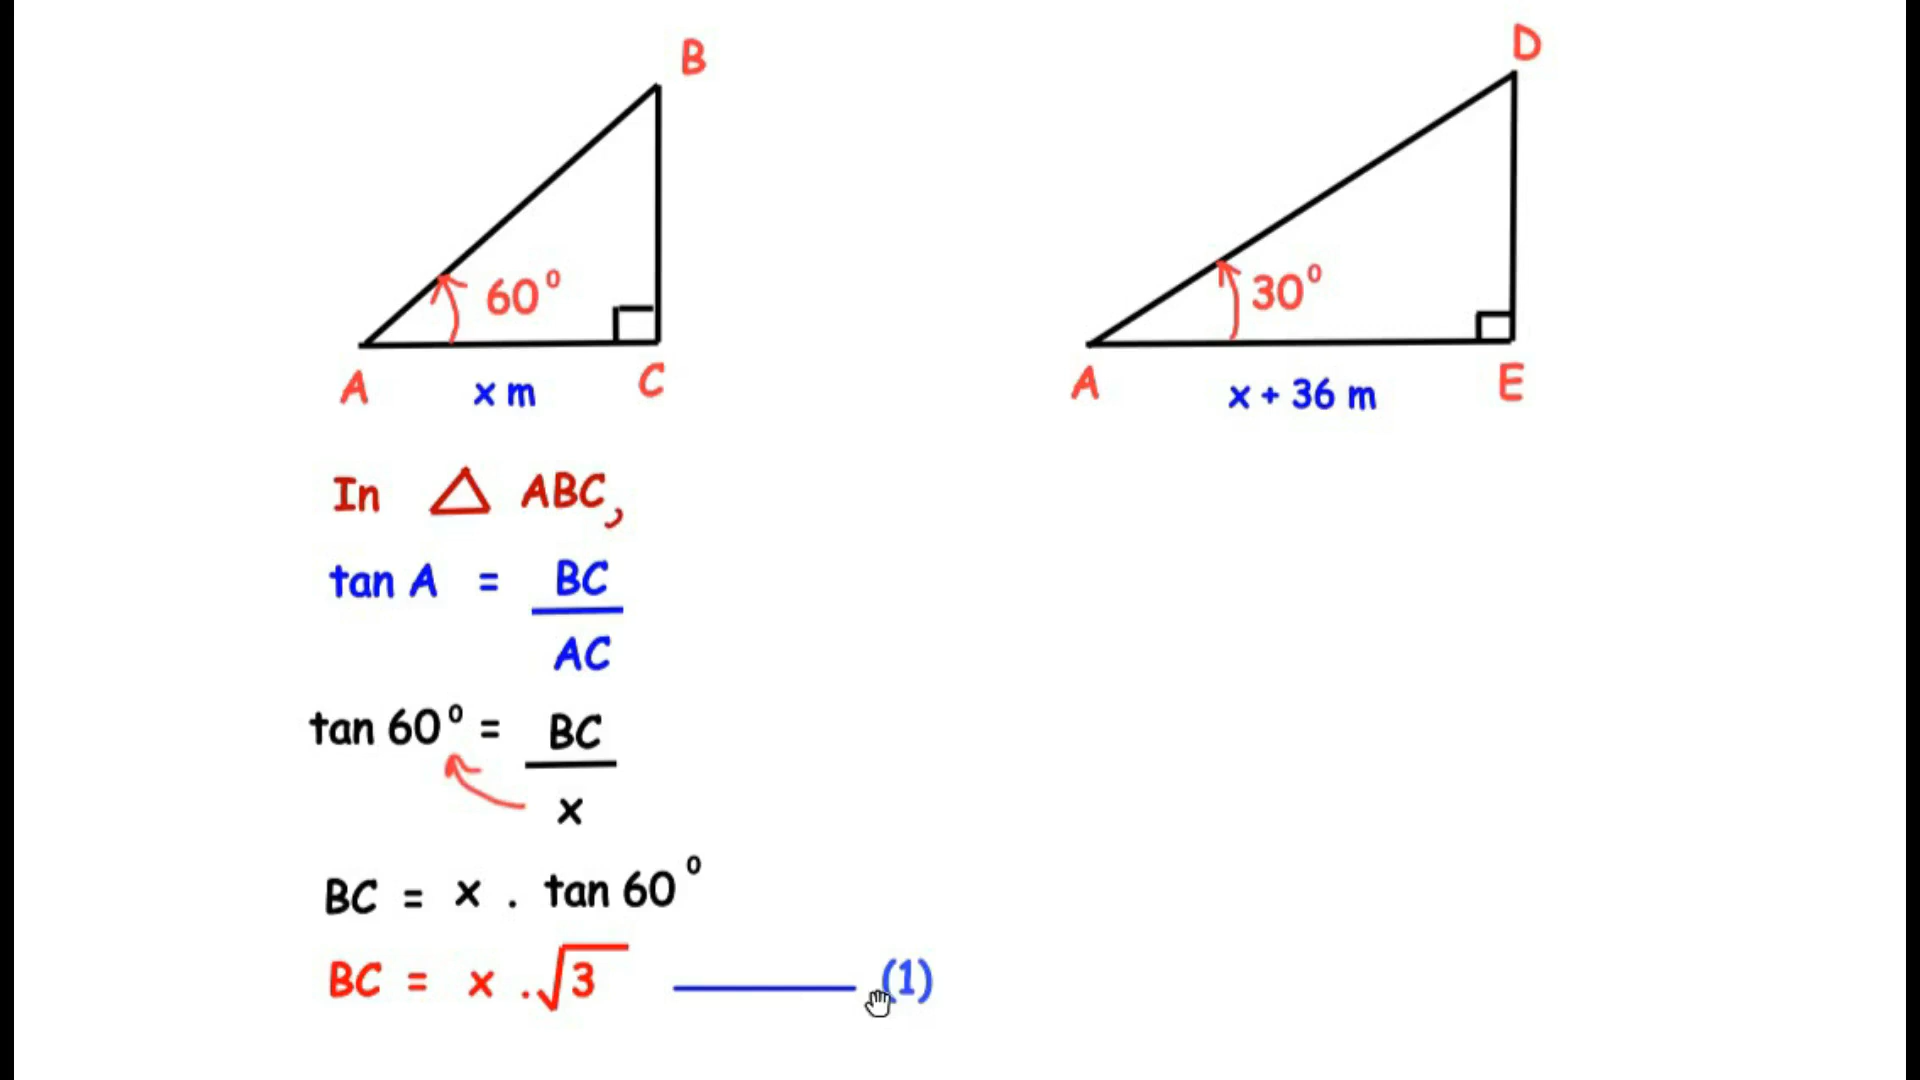 B
D
60°
30°
A x m C
A x + 36 m E
In △ ABC,
tan A = BC
AC
tan 60° = BC
x
BC = x . tan 60°
BC = x . √3 (1)